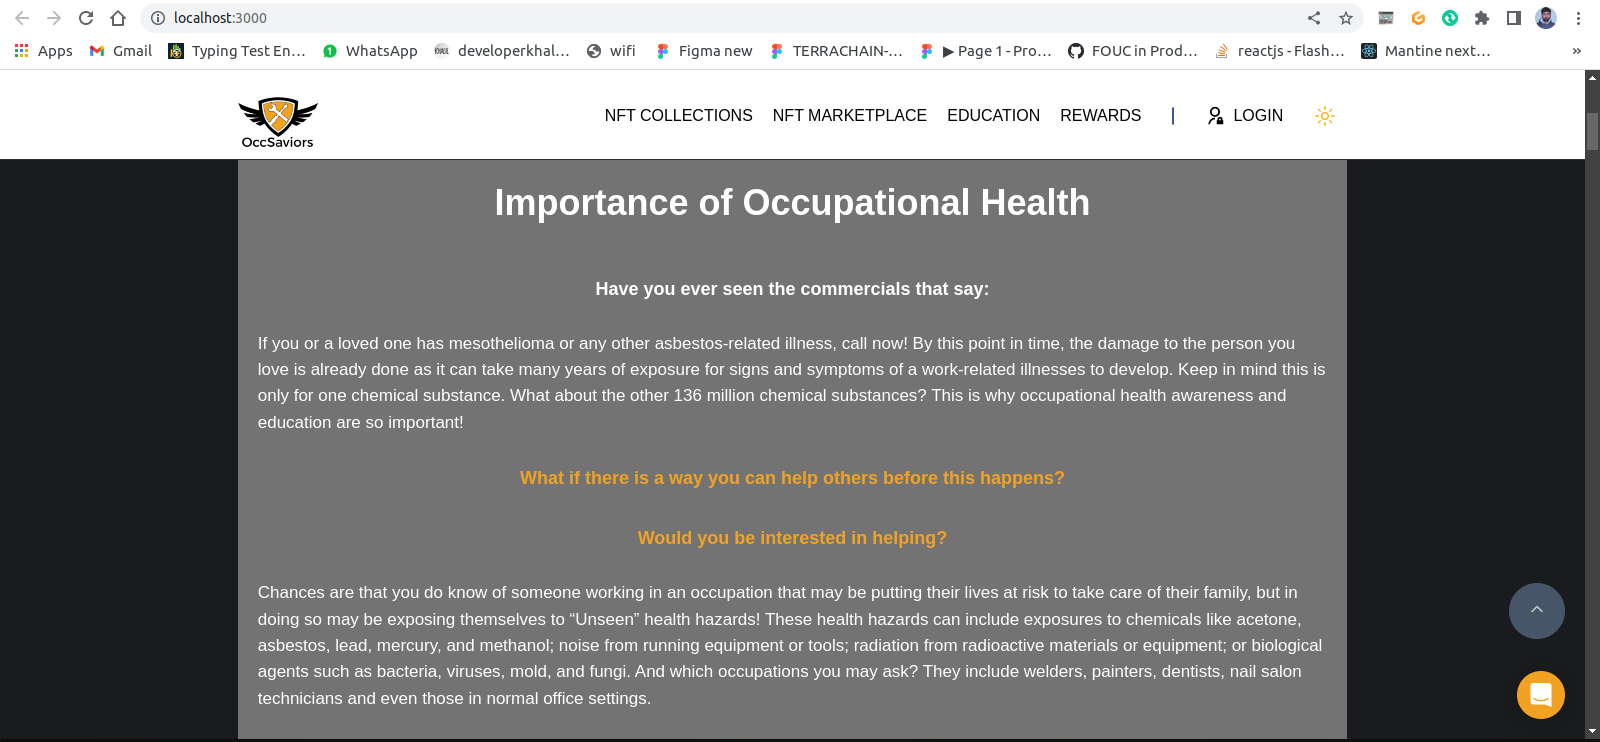 localhost:3000
Apps Gmail Typing Test En... WhatsApp developerkhal... wifi Figma new TERRACHAIN-... ▶ Page 1 - Pro... FOUC in Prod... reactjs - Flash... Mantine next... »
OccSaviors
NFT COLLECTIONS NFT MARKETPLACE EDUCATION REWARDS | LOGIN
Importance of Occupational Health
Have you ever seen the commercials that say:
If you or a loved one has mesothelioma or any other asbestos-related illness, call now! By this point in time, the damage to the person you
love is already done as it can take many years of exposure for signs and symptoms of a work-related illnesses to develop. Keep in mind this is
only for one chemical substance. What about the other 136 million chemical substances? This is why occupational health awareness and
education are so important!
What if there is a way you can help others before this happens?
Would you be interested in helping?
Chances are that you do know of someone working in an occupation that may be putting their lives at risk to take care of their family, but in
doing so may be exposing themselves to “Unseen” health hazards! These health hazards can include exposures to chemicals like acetone,
asbestos, lead, mercury, and methanol; noise from running equipment or tools; radiation from radioactive materials or equipment; or biological
agents such as bacteria, viruses, mold, and fungi. And which occupations you may ask? They include welders, painters, dentists, nail salon
technicians and even those in normal office settings.